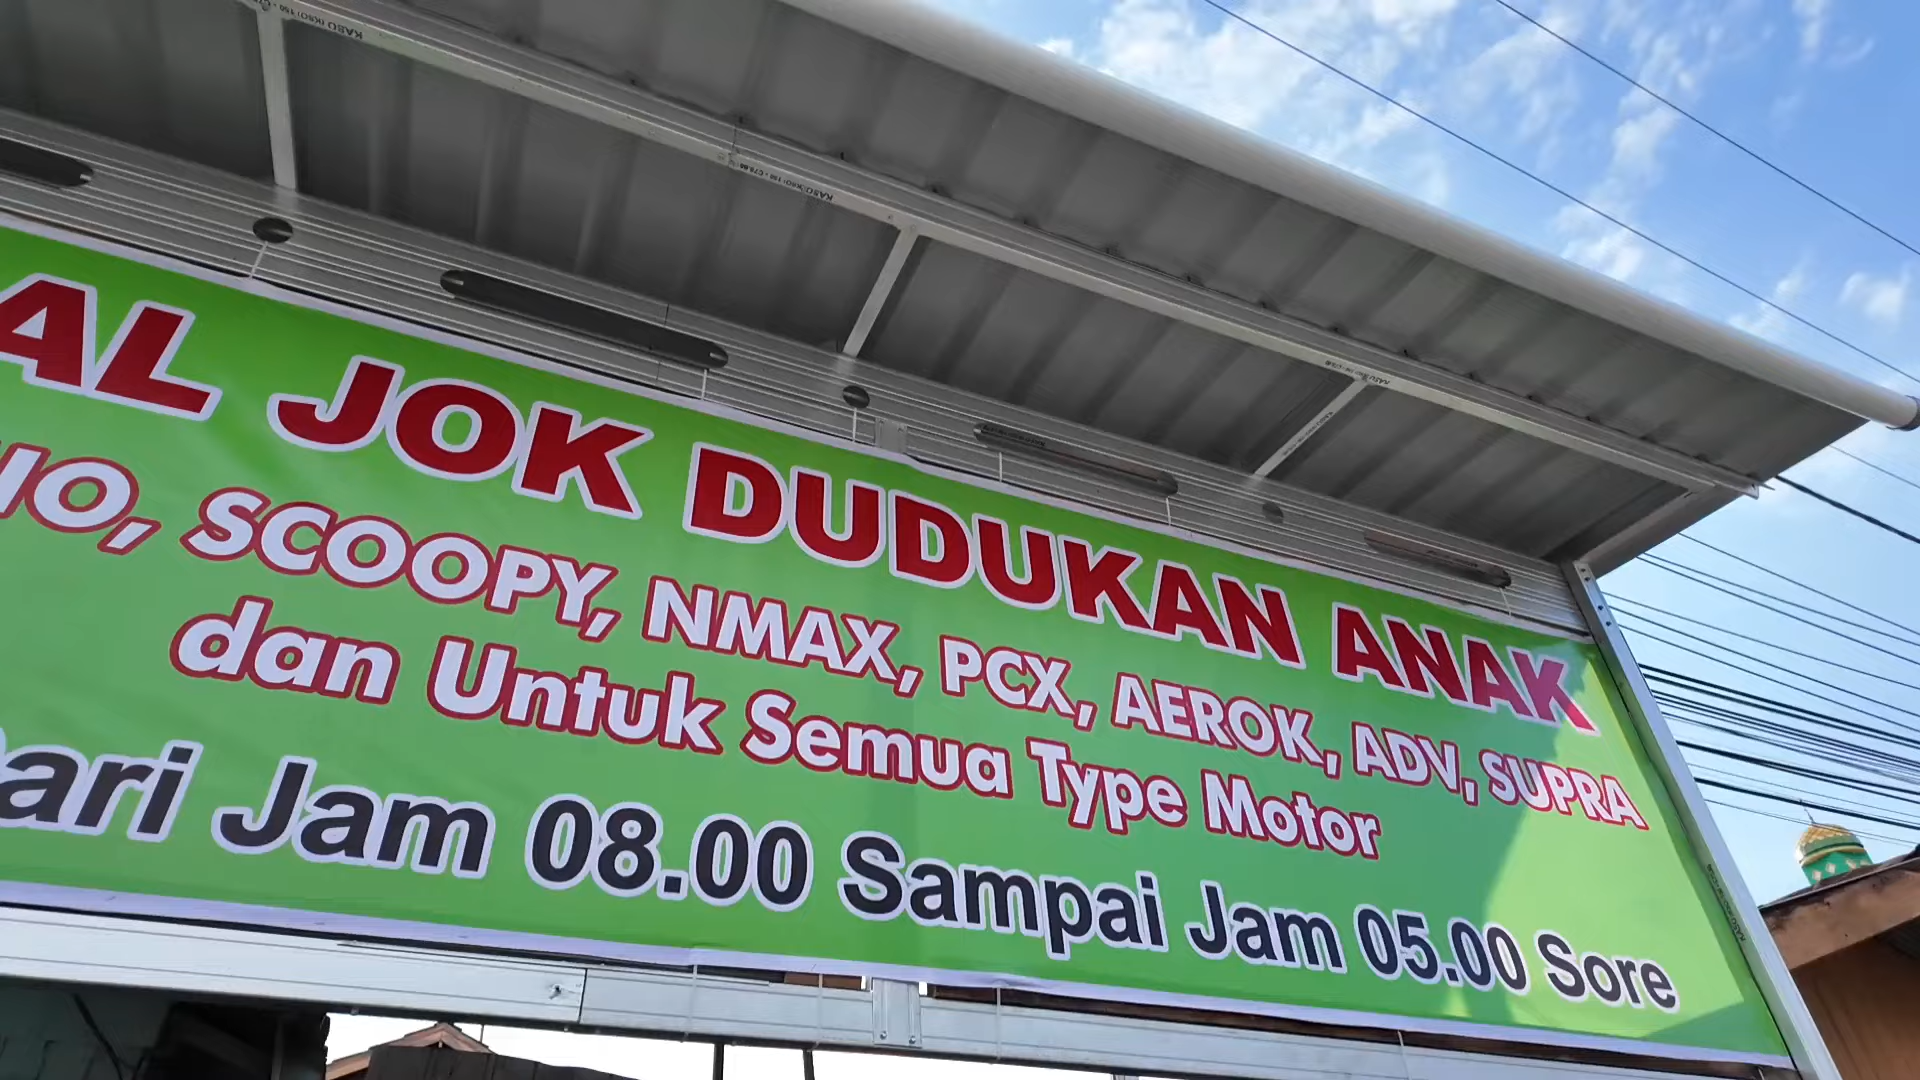 AL JOK DUDUKAN ANAK
IO, SCOOPY, NMAX, PCX, AEROK, ADV, SUPRA
dan Untuk Semua Type Motor
Dari Jam 08.00 Sampai Jam 05.00 Sore